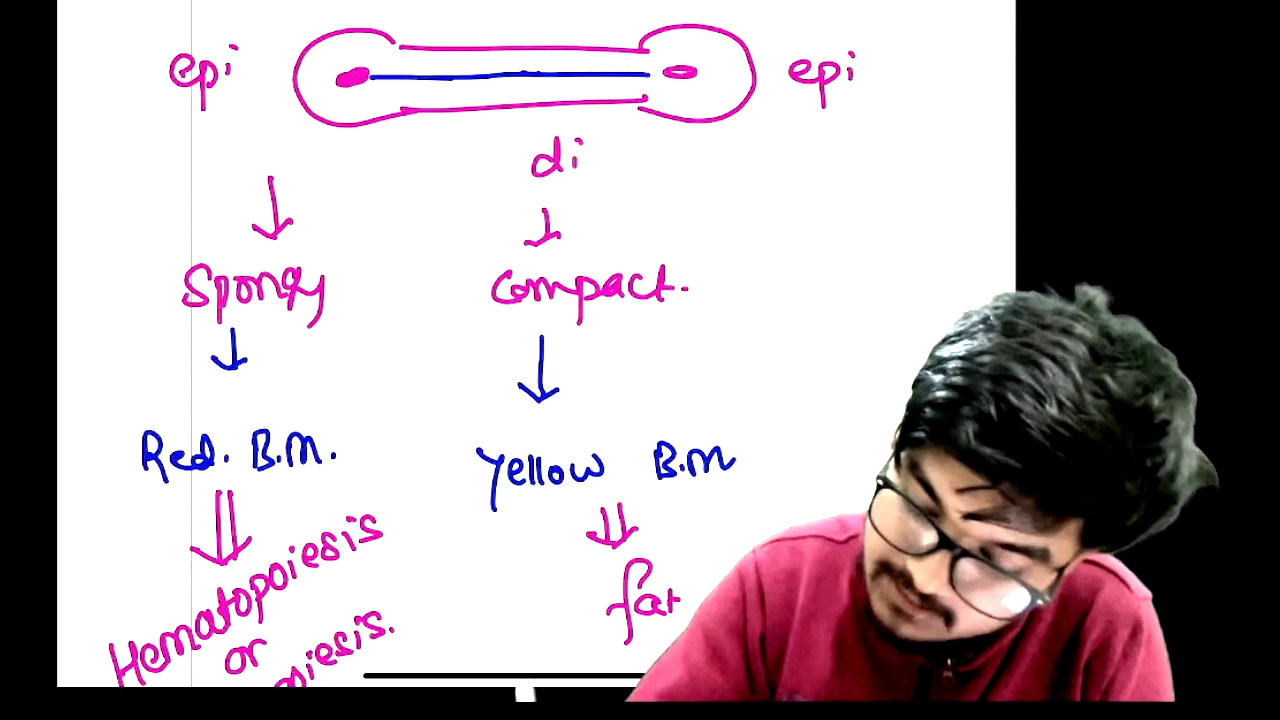 epi epi
di
Spongy Compact.
Red. B.M. Yellow B.M
Hematopoiesis fat
or